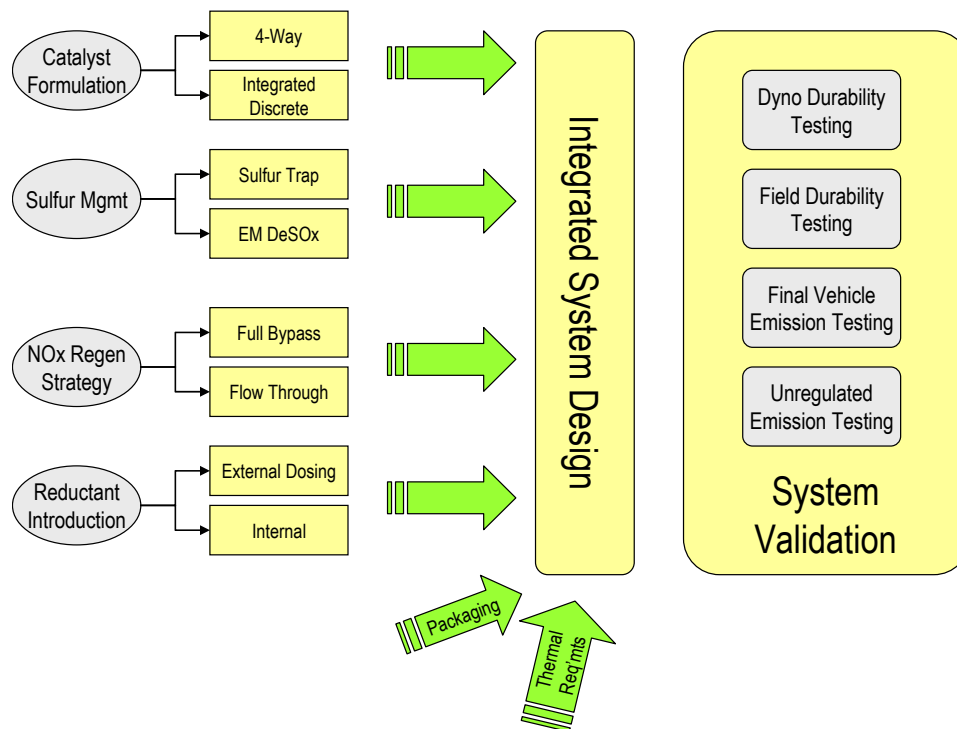 Catalyst
Formulation
4-Way
Integrated
Discrete
Sulfur Mgmt
Sulfur Trap
EM DeSOx
NOx Regen
Strategy
Full Bypass
Flow Through
Reductant
Introduction
External Dosing
Internal
Packaging
Thermal
Req'mts
Integrated System Design
Dyno Durability
Testing
Field Durability
Testing
Final Vehicle
Emission Testing
Unregulated
Emission Testing
System
Validation